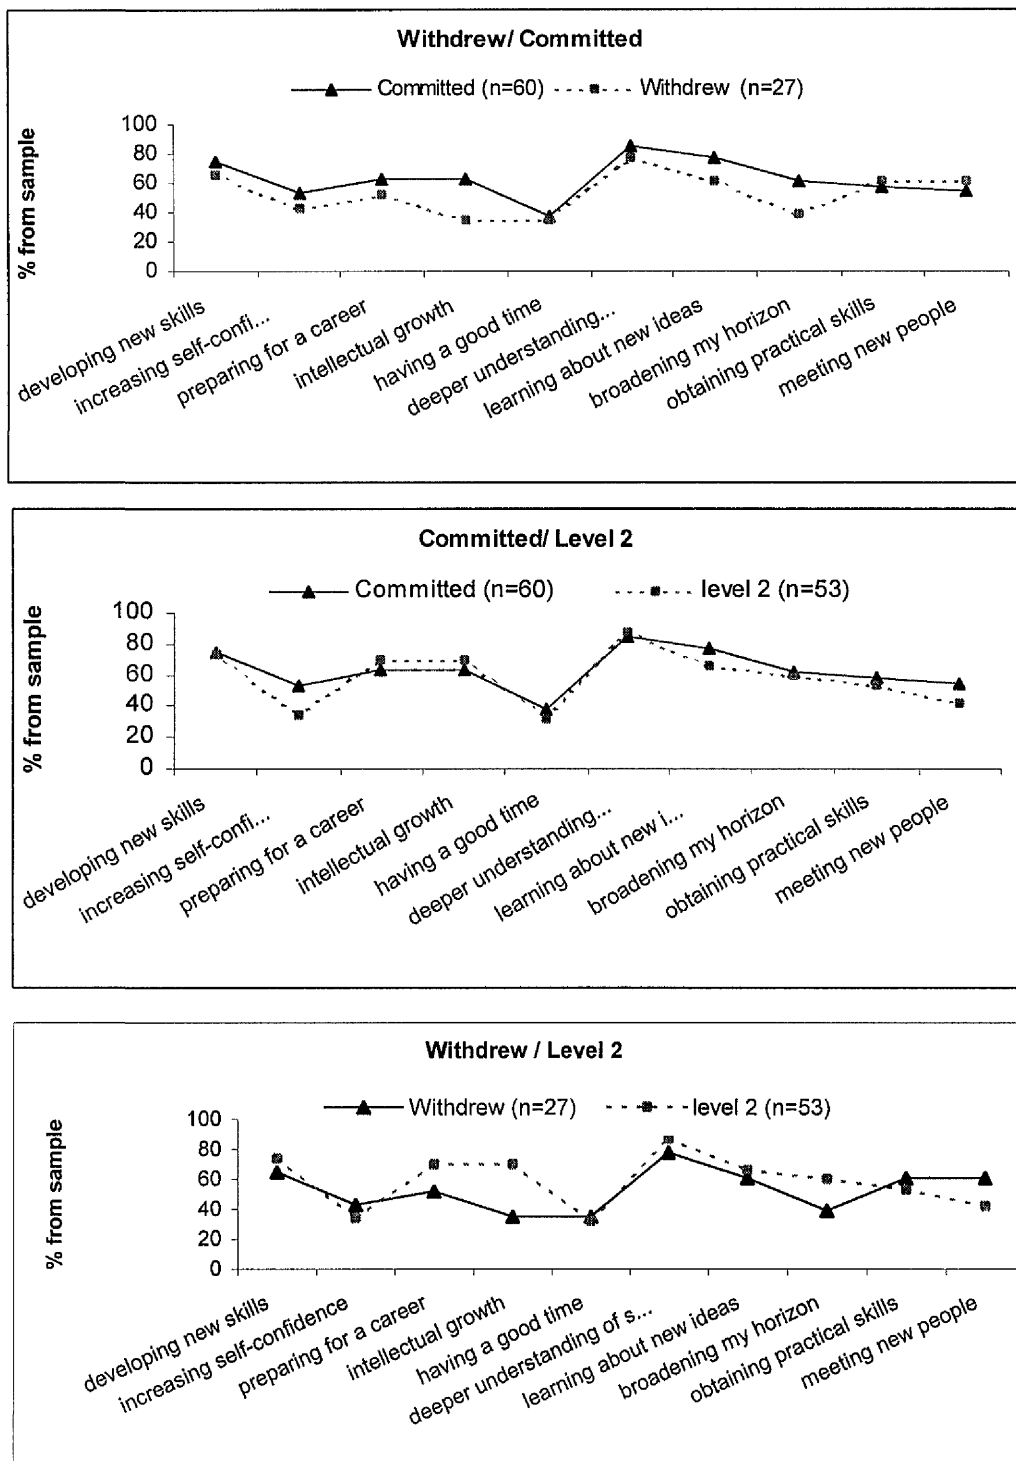 Withdrew/ Committed
Committed (n=60) Withdrew (n=27)
% from sample
100
80
60
40
20
0
developing new skills
increasing self-confi...
preparing for a career
intellectual growth
having a good time
deeper understanding...
learning about new ideas
broadening my horizon
obtaining practical skills
meeting new people
Committed/ Level 2
Committed (n=60) level 2 (n=53)
% from sample
100
80
60
40
20
0
developing new skills
increasing self-confi...
preparing for a career
intellectual growth
having a good time
deeper understanding...
learning about new i...
broadening my horizon
obtaining practical skills
meeting new people
Withdrew / Level 2
Withdrew (n=27) level 2 (n=53)
% from sample
100
80
60
40
20
0
developing new skills
increasing self-confidence
preparing for a career
intellectual growth
having a good time
deeper understanding of s...
learning about new ideas
broadening my horizon
obtaining practical skills
meeting new people